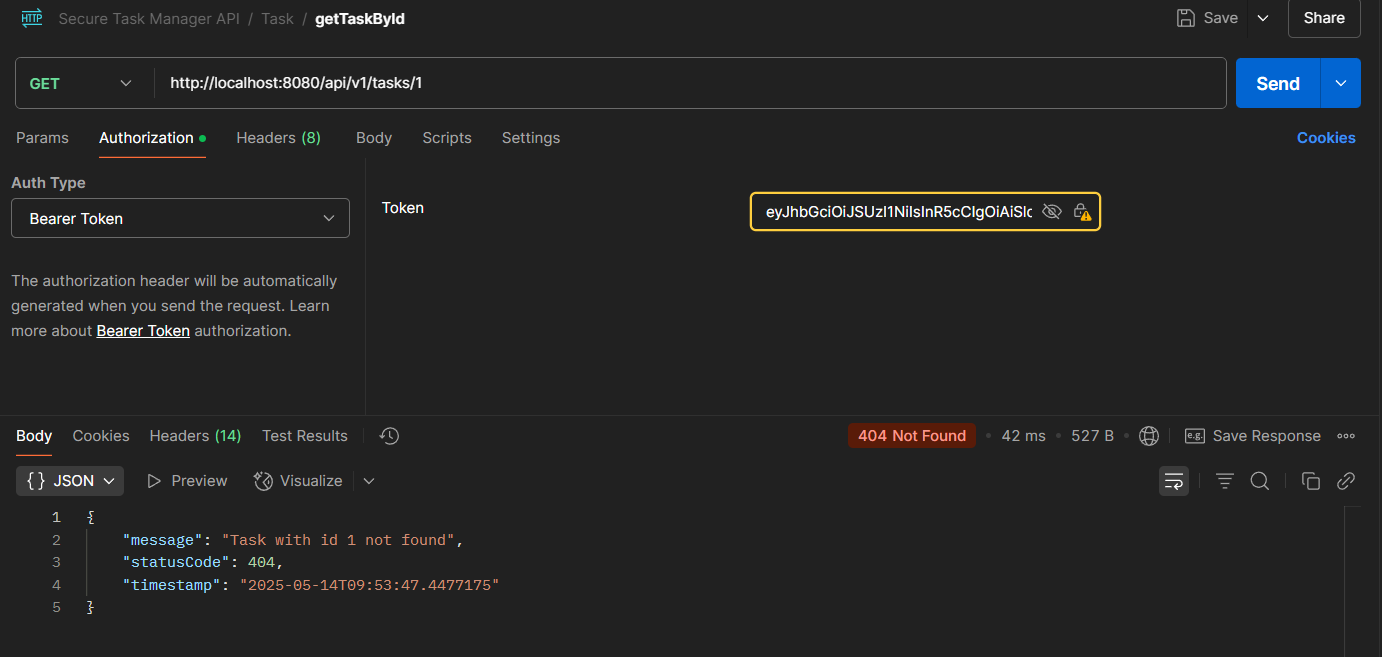 HTTP Secure Task Manager API / Task / getTaskById Save Share
GET http://localhost:8080/api/v1/tasks/1 Send
Params Authorization Headers (8) Body Scripts Settings Cookies
Auth Type
Bearer Token
Token
The authorization header will be automatically
generated when you send the request. Learn
more about Bearer Token authorization.
Body Cookies Headers (14) Test Results 404 Not Found • 42 ms • 527 B • e.g. Save Response
{} JSON Preview Visualize
1 {
2 "message": "Task with id 1 not found",
3 "statusCode": 404,
4 "timestamp": "2025-05-14T09:53:47.4477175"
5 }